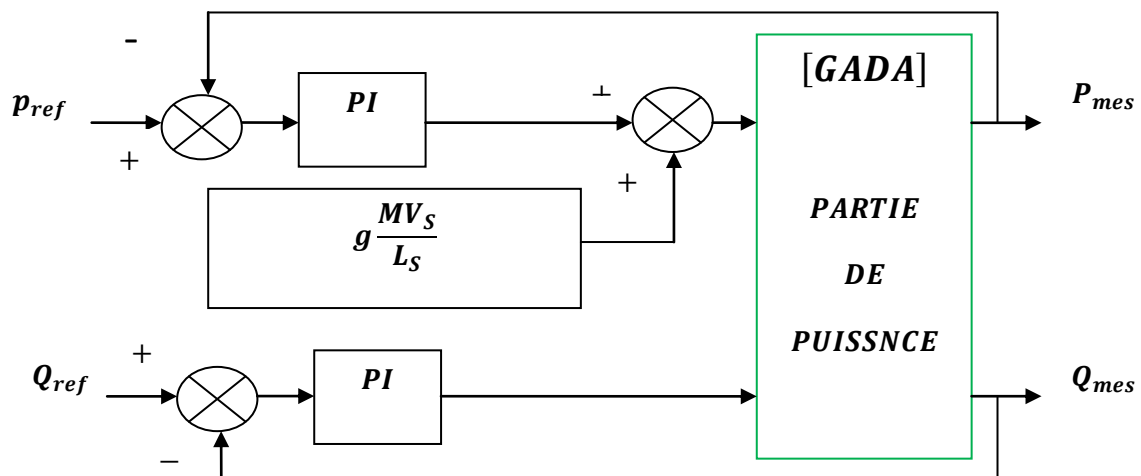 -
[GADA]
p_ref
PI
+
P_mes
+
+
g MV_S / L_S
PARTIE
DE
PUISSNCE
+
Q_ref
PI
Q_mes
−